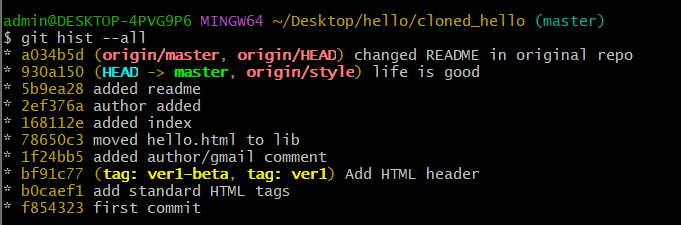 admin@DESKTOP-4PVG9P6 MINGW64 ~/Desktop/hello/cloned_hello (master)
$ git hist --all
* a034b5d (origin/master, origin/HEAD) changed README in original repo
* 930a150 (HEAD -> master, origin/style) life is good
* 5b9ea28 added readme
* 2ef376a author added
* 168112e added index
* 78650c3 moved hello.html to lib
* 1f24bb5 added author/gmail comment
* bf91c77 (tag: ver1-beta, tag: ver1) Add HTML header
* b0caef1 add standard HTML tags
* f854323 first commit